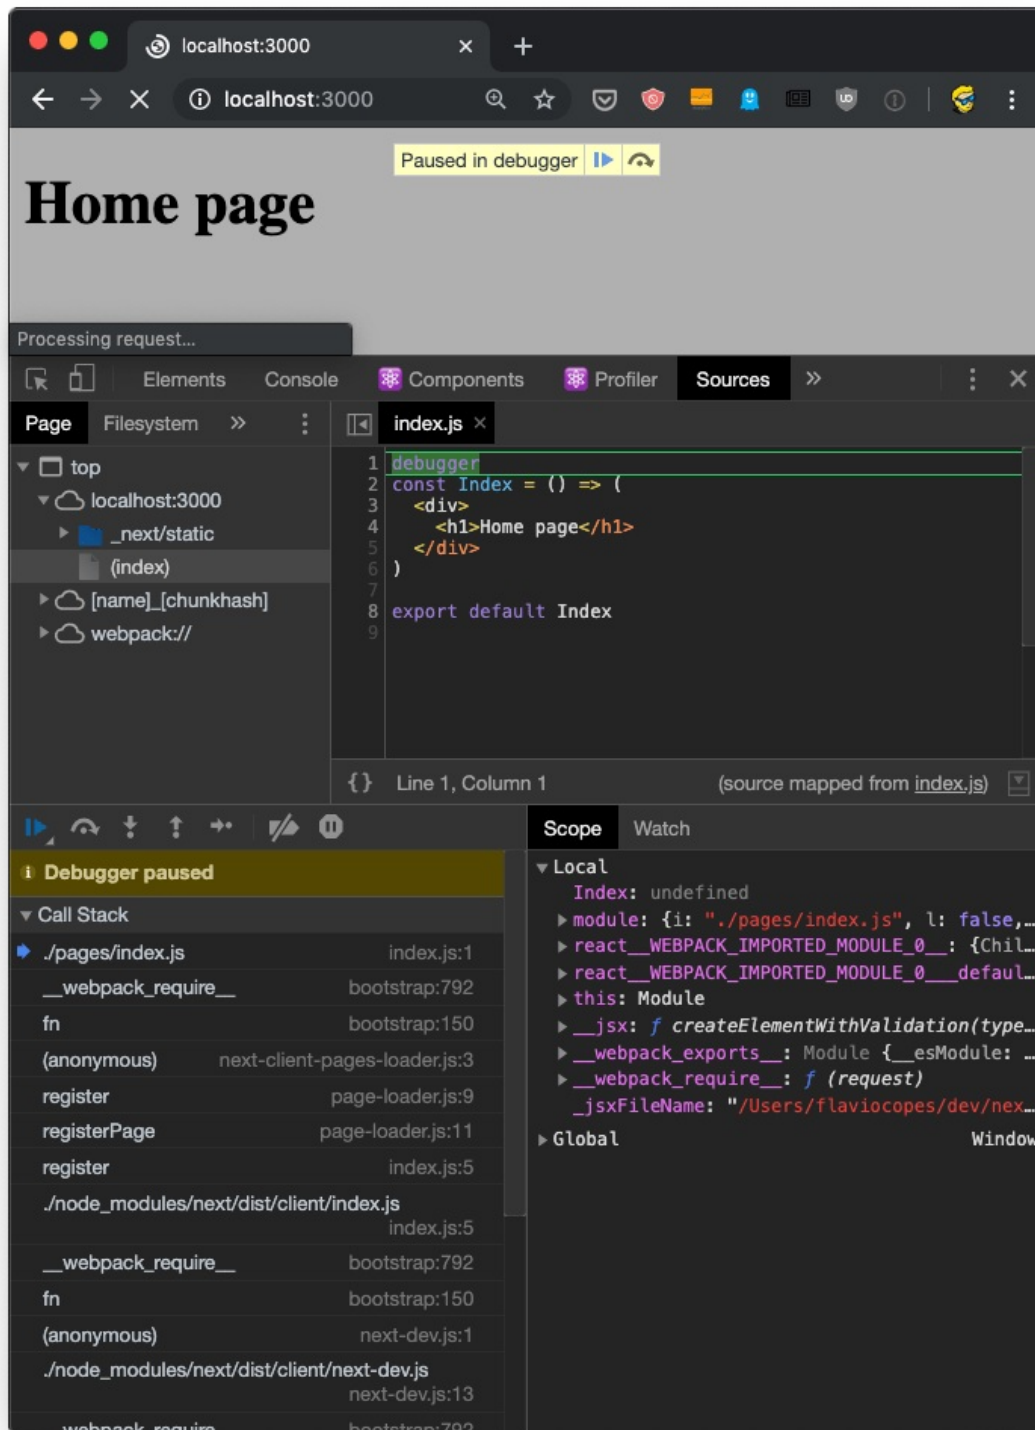 localhost:3000
localhost:3000
Paused in debugger
Home page
Processing request...
Elements Console Components Profiler Sources
Page Filesystem
top
localhost:3000
_next/static
(index)
[name]_[chunkhash]
webpack://
index.js
1 debugger
2 const Index = () => (
3 <div>
4 <h1>Home page</h1>
5 </div>
6 )
7
8 export default Index
9
{} Line 1, Column 1 (source mapped from index.js)
Debugger paused
Call Stack
./pages/index.js index.js:1
__webpack_require__ bootstrap:792
fn bootstrap:150
(anonymous) next-client-pages-loader.js:3
register page-loader.js:9
registerPage page-loader.js:11
register index.js:5
./node_modules/next/dist/client/index.js
index.js:5
__webpack_require__ bootstrap:792
fn bootstrap:150
(anonymous) next-dev.js:1
./node_modules/next/dist/client/next-dev.js
next-dev.js:13
__webpack_require__ bootstrap:792
Scope Watch
Local
Index: undefined
module: {i: "./pages/index.js", l: false,…
react__WEBPACK_IMPORTED_MODULE_0__: {Chil…
react__WEBPACK_IMPORTED_MODULE_0___defaul…
this: Module
__jsx: ƒ createElementWithValidation(type…
__webpack_exports__: Module {__esModule: …
__webpack_require__: ƒ (request)
_jsxFileName: "/Users/flaviocopes/dev/nex…
Global Window